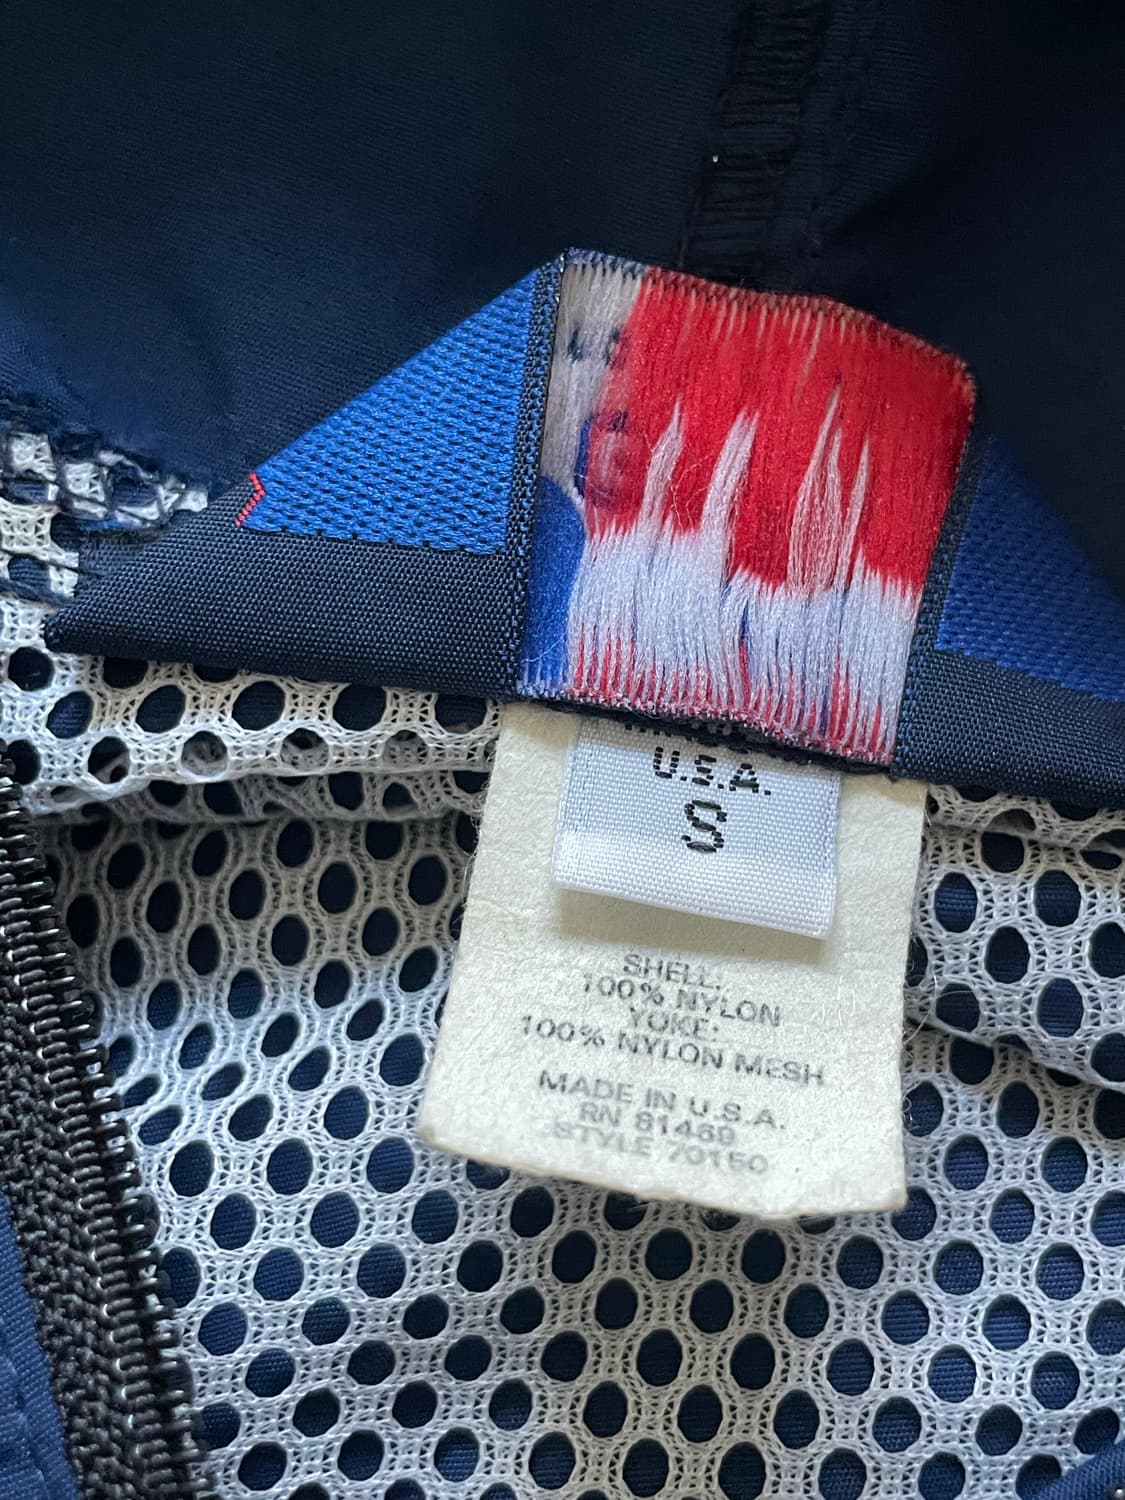 U.S.A.
S
SHELL:
100% NYLON
YOKE:
100% NYLON MESH
MADE IN U.S.A.
RN 81469
STYLE 70150